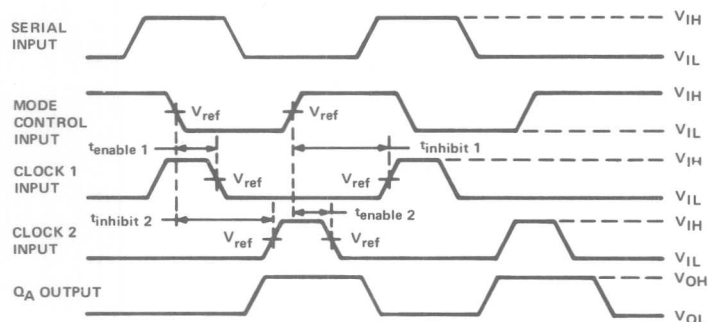 SERIAL
INPUT
VIH
VIL
MODE
CONTROL
INPUT
Vref
Vref
VIH
VIL
tenable 1
tinhibit 1
CLOCK 1
INPUT
Vref
Vref
VIH
VIL
tinhibit 2
tenable 2
CLOCK 2
INPUT
Vref
Vref
VIH
VIL
QA OUTPUT
VOH
VOL